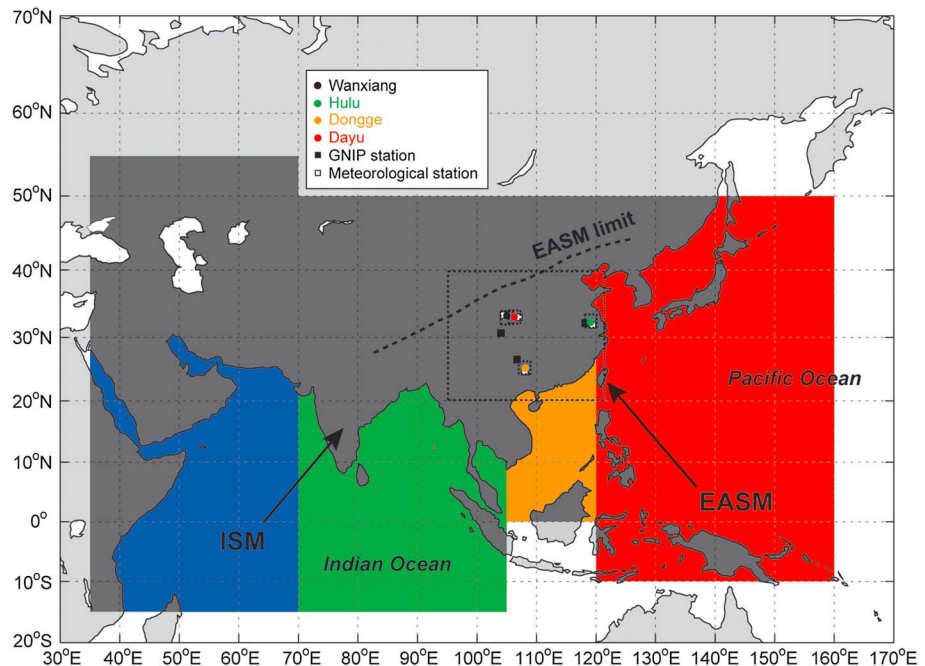 70°N
60°N
50°N
40°N
30°N
20°N
10°N
0°
10°S
20°S
Wanxiang
Hulu
Dongge
Dayu
GNIP station
Meteorological station
EASM limit
Pacific Ocean
EASM
ISM
Indian Ocean
30°E 40°E 50°E 60°E 70°E 80°E 90°E 100°E 110°E 120°E 130°E 140°E 150°E 160°E 170°E